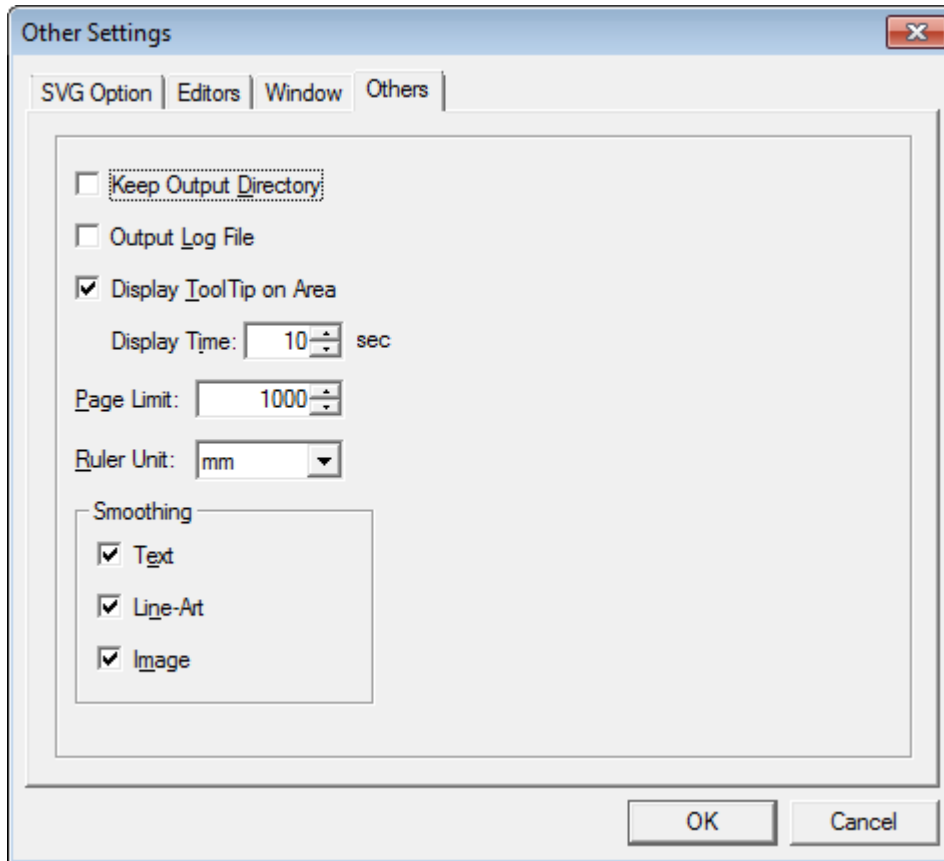 Other Settings
SVG Option Editors Window Others
Keep Output Directory
Output Log File
Display ToolTip on Area
Display Time: 10 sec
Page Limit: 1000
Ruler Unit: mm
Smoothing
Text
Line-Art
Image
OK Cancel